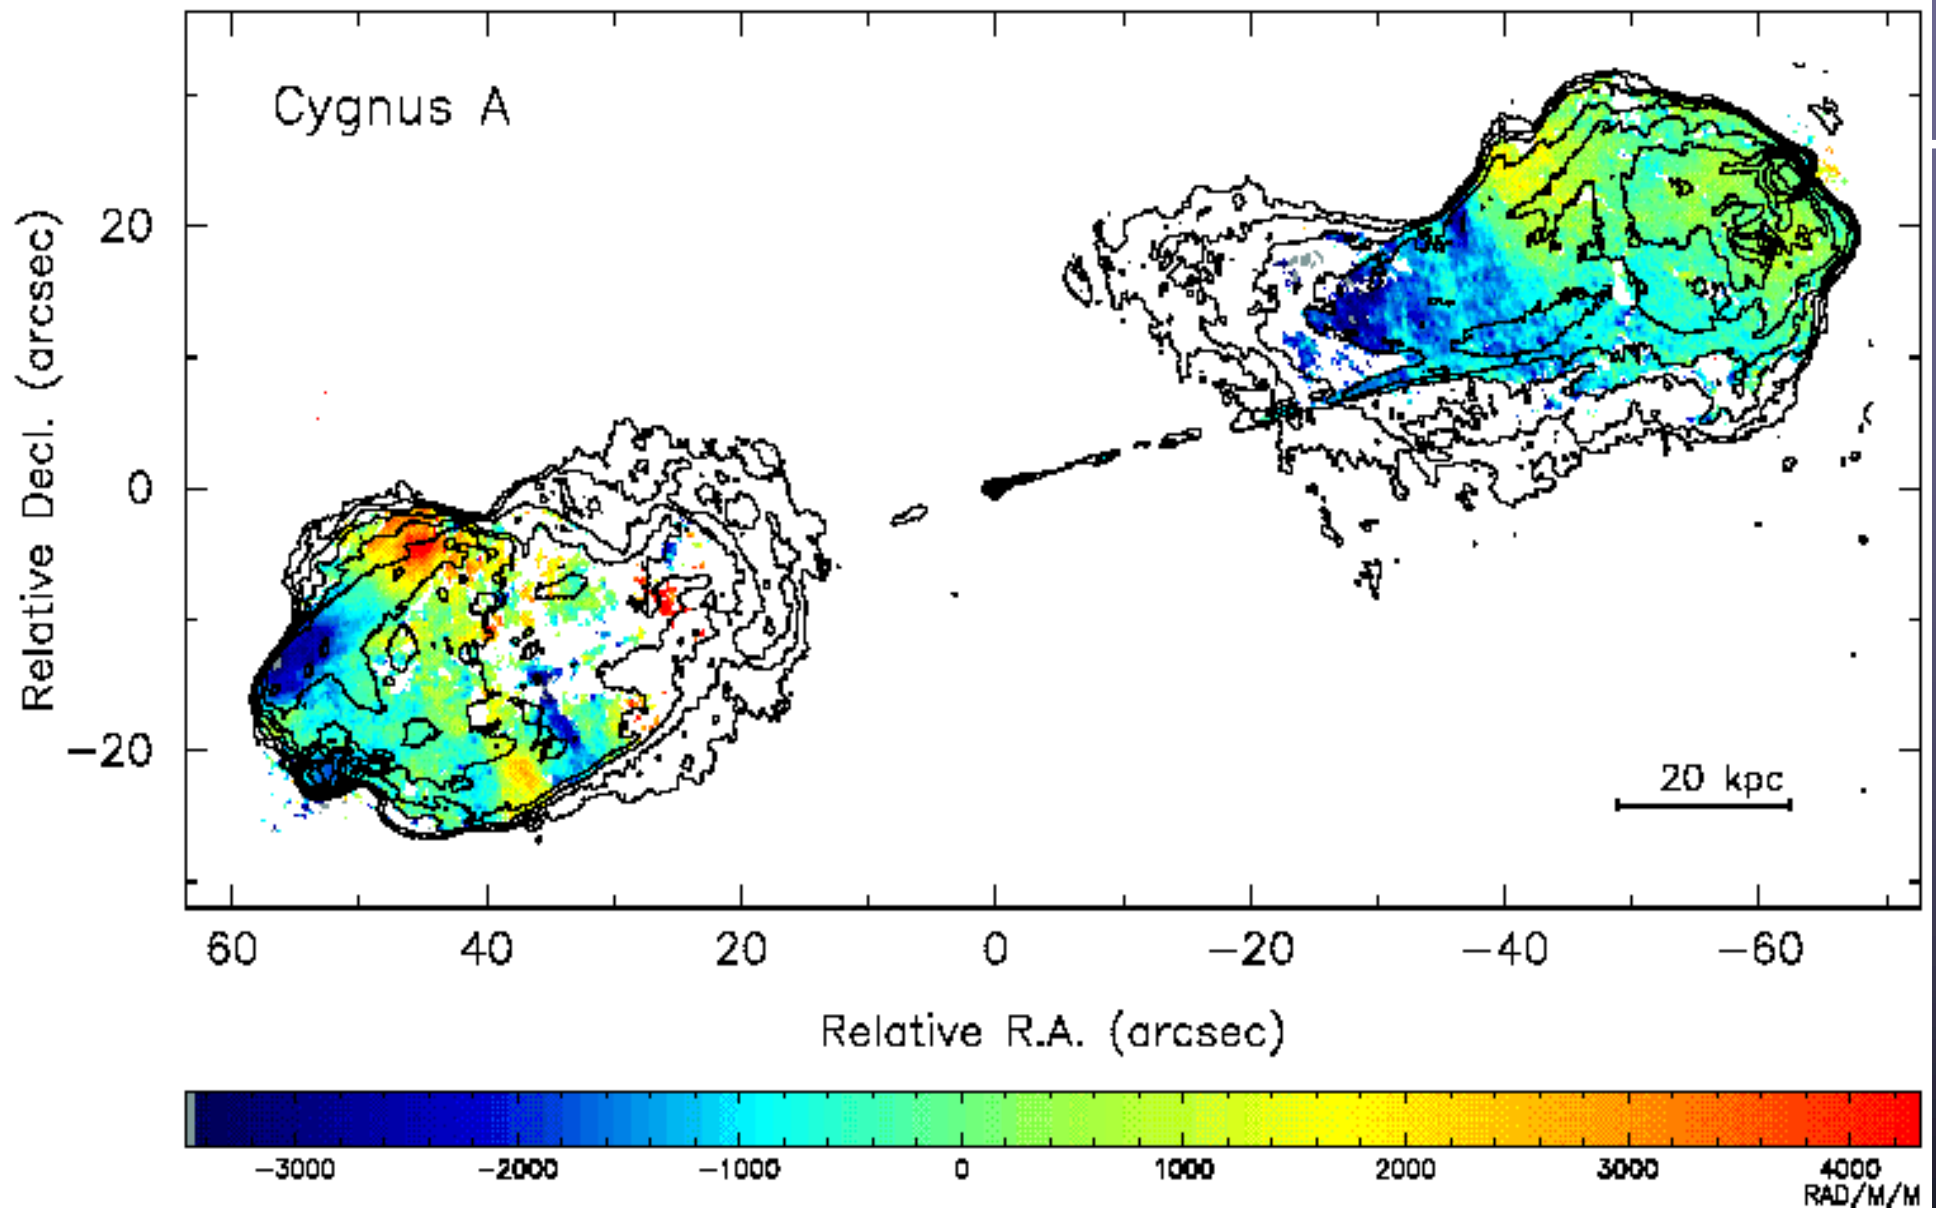 Cygnus A
Relative Decl. (arcsec)
20
0
−20
20 kpc
60 40 20 0 −20 −40 −60
Relative R.A. (arcsec)
−3000 −2000 −1000 0 1000 2000 3000 4000
RAD/M/M